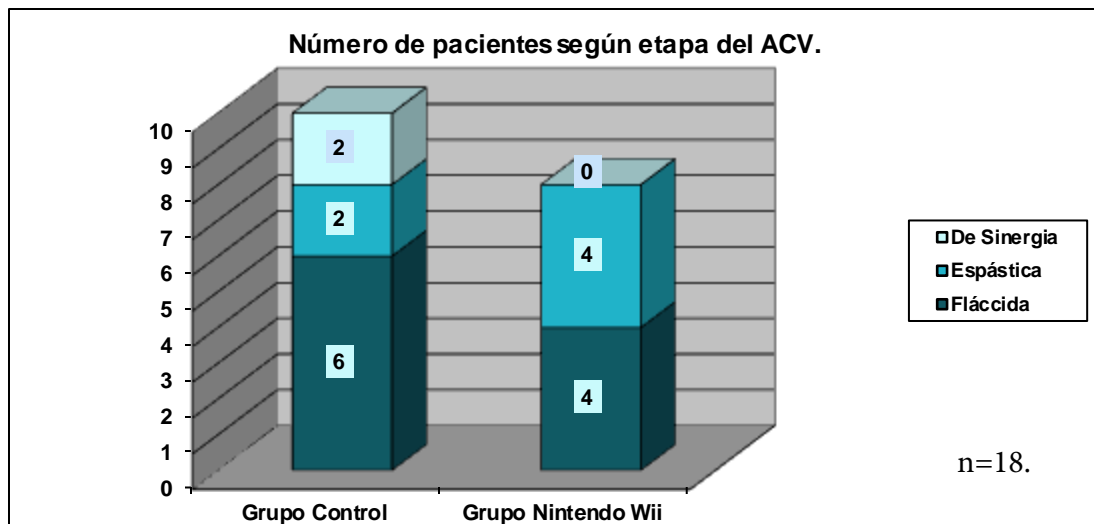 Número de pacientes según etapa del ACV.
10
9
8
7
6
5
4
3
2
1
0
2
2
6
0
4
4
Grupo Control
Grupo Nintendo Wii
De Sinergia
Espástica
Fláccida
n=18.